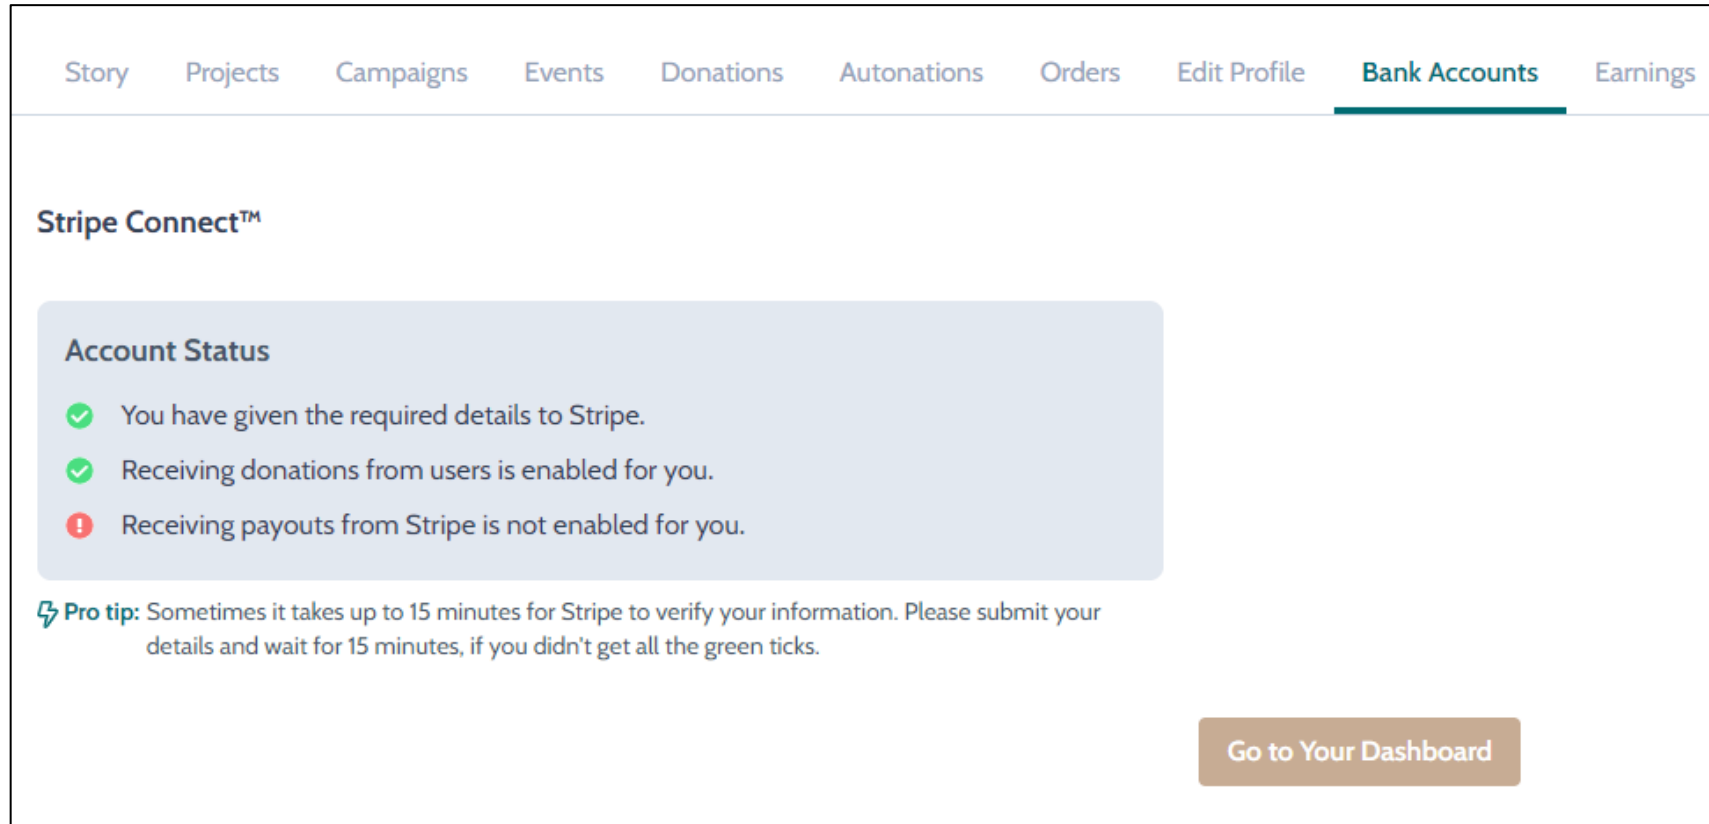 Story Projects Campaigns Events Donations Autonations Orders Edit Profile Bank Accounts Earnings
Stripe Connect™
Account Status
You have given the required details to Stripe.
Receiving donations from users is enabled for you.
Receiving payouts from Stripe is not enabled for you.
Pro tip: Sometimes it takes up to 15 minutes for Stripe to verify your information. Please submit your
details and wait for 15 minutes, if you didn't get all the green ticks.
Go to Your Dashboard